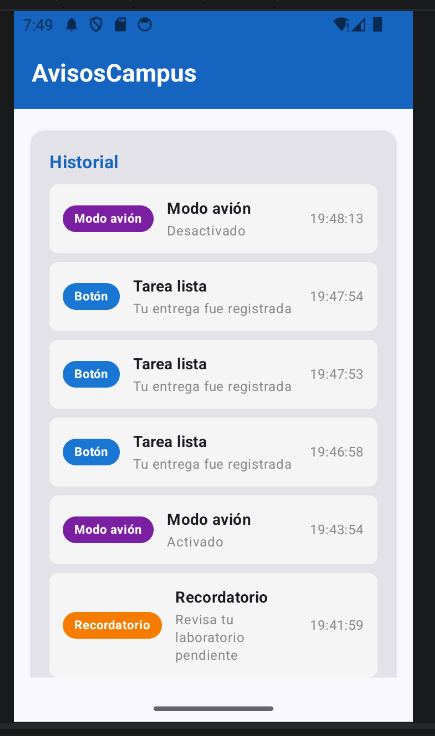 7:49
AvisosCampus
Historial
Modo avión
Modo avión
Desactivado
19:48:13
Botón
Tarea lista
Tu entrega fue registrada
19:47:54
Botón
Tarea lista
Tu entrega fue registrada
19:47:53
Botón
Tarea lista
Tu entrega fue registrada
19:46:58
Modo avión
Modo avión
Activado
19:43:54
Recordatorio
Recordatorio
Revisa tu
laboratorio
pendiente
19:41:59